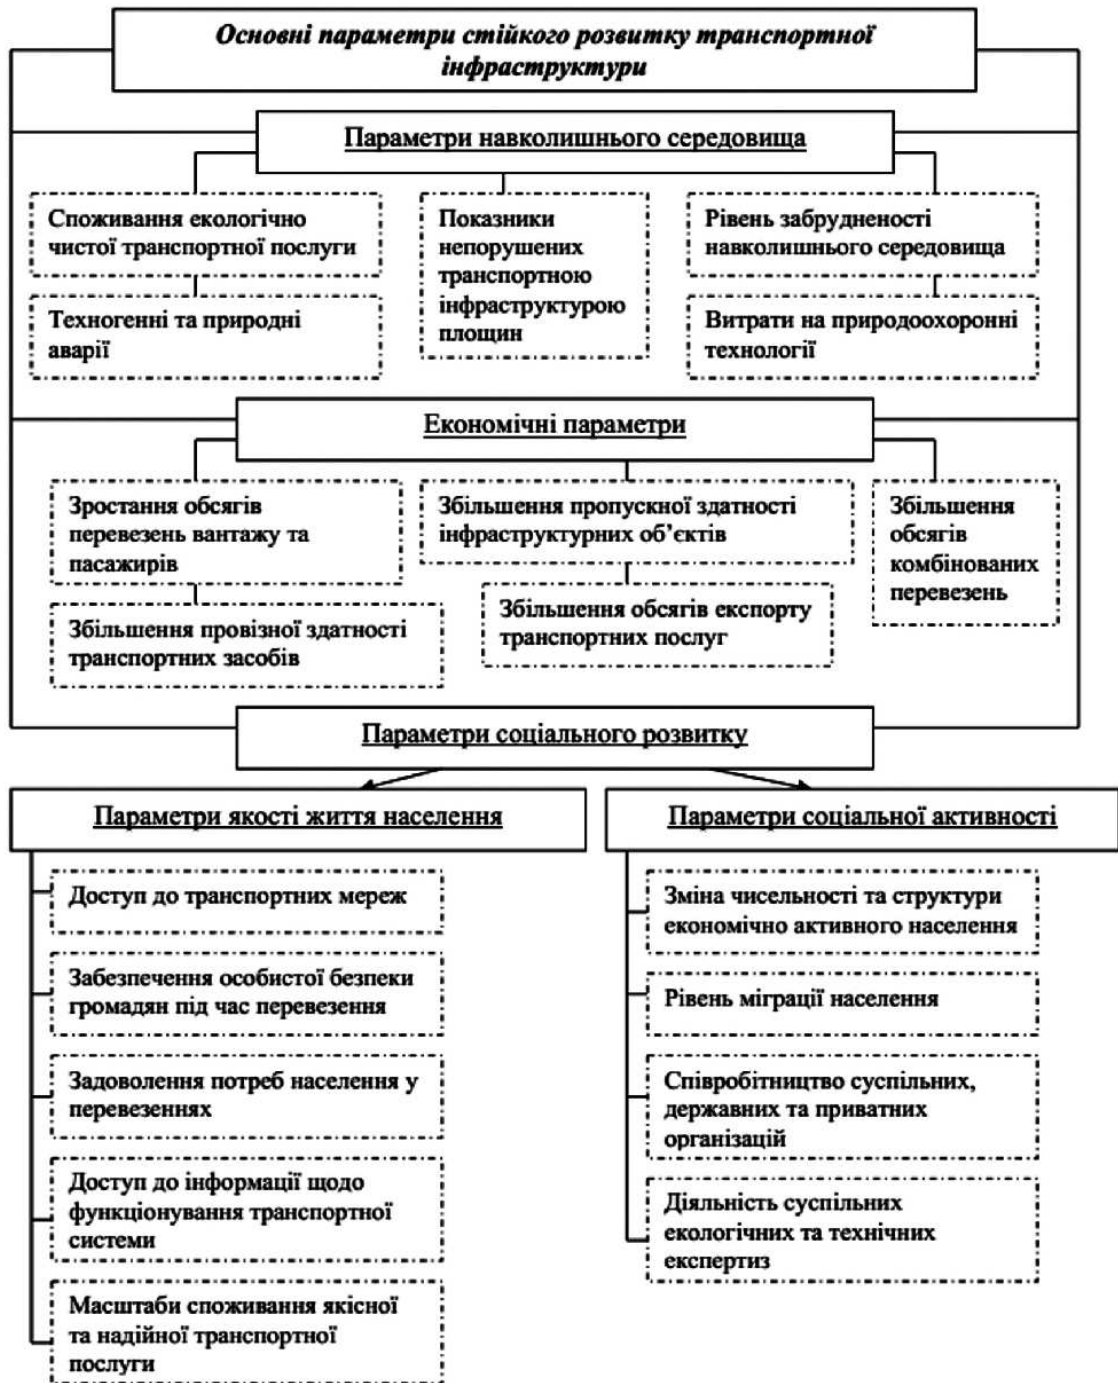 Основні параметри стійкого розвитку транспортної
інфраструктури
Параметри навколишнього середовища
Споживання екологічно
чистої транспортної послуги
Техногенні та природні
аварії
Показники
непорушених
транспортною
інфраструктурою
площин
Рівень забрудненості
навколишнього середовища
Витрати на природоохоронні
технології
Економічні параметри
Зростання обсягів
перевезень вантажу та
пасажирів
Збільшення провізної здатності
транспортних засобів
Збільшення пропускної здатності
інфраструктурних об’єктів
Збільшення обсягів експорту
транспортних послуг
Збільшення
обсягів
комбінованих
перевезень
Параметри соціального розвитку
Параметри якості життя населення
Доступ до транспортних мереж
Забезпечення особистої безпеки
громадян під час перевезення
Задоволення потреб населення у
перевезеннях
Доступ до інформації щодо
функціонування транспортної
системи
Масштаби споживання якісної
та надійної транспортної
послуги
Параметри соціальної активності
Зміна чисельності та структури
економічно активного населення
Рівень міграції населення
Співробітництво суспільних,
державних та приватних
організацій
Діяльність суспільних
екологічних та технічних
експертиз